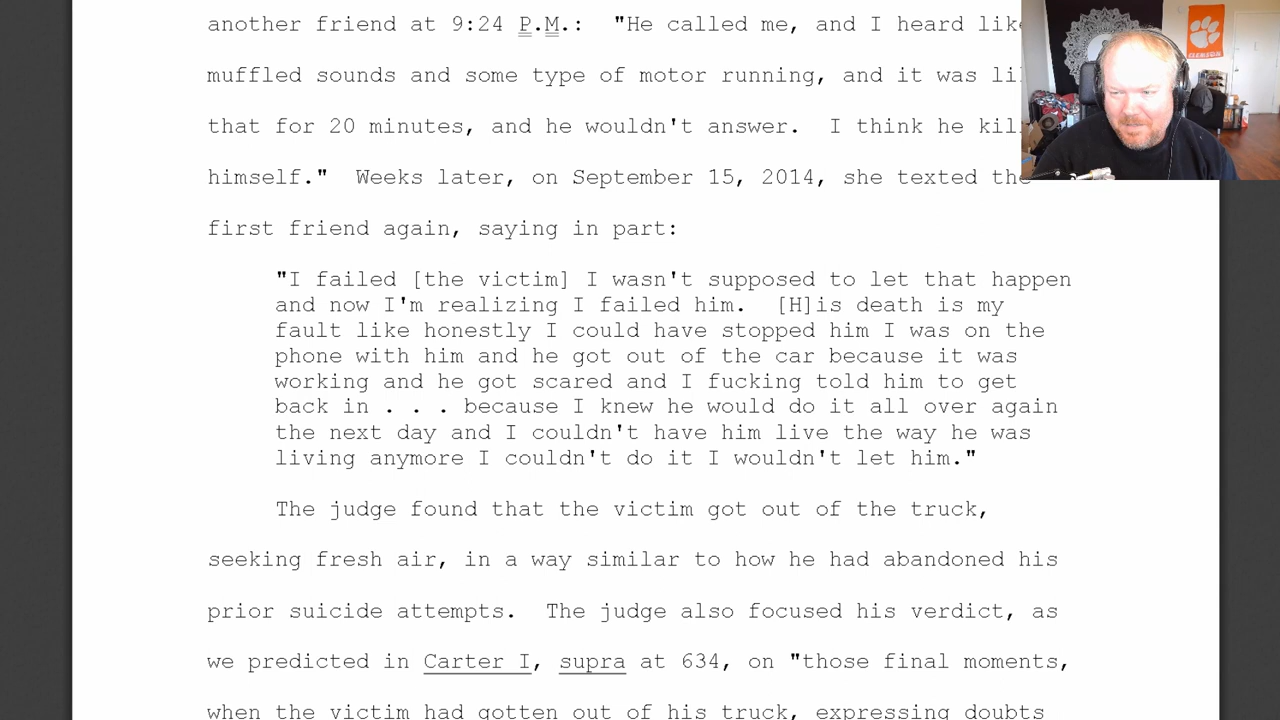 another friend at 9:24 P.M.: "He called me, and I heard like
muffled sounds and some type of motor running, and it was
that for 20 minutes, and he wouldn't answer. I think he
himself." Weeks later, on September 15, 2014, she texted the
first friend again, saying in part:
"I failed [the victim] I wasn't supposed to let that happen
and now I'm realizing I failed him. [H]is death is my
fault like honestly I could have stopped him I was on the
phone with him and he got out of the car because it was
working and he got scared and I fucking told him to get
back in . . . because I knew he would do it all over again
the next day and I couldn't have him live the way he was
living anymore I couldn't do it I wouldn't let him."
The judge found that the victim got out of the truck,
seeking fresh air, in a way similar to how he had abandoned his
prior suicide attempts. The judge also focused his verdict, as
we predicted in Carter I, supra at 634, on "those final moments,
when the victim had gotten out of his truck, expressing doubts
CLEMSON